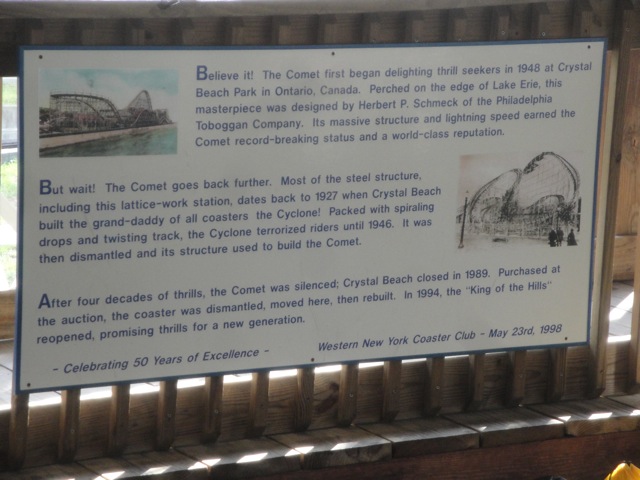 Believe it! The Comet first began delighting thrill seekers in 1948 at Crystal
Beach Park in Ontario, Canada. Perched on the edge of Lake Erie, this
masterpiece was designed by Herbert P. Schmeck of the Philadelphia
Toboggan Company. Its massive structure and lightning speed earned the
Comet record-breaking status and a world-class reputation.
But wait! The Comet goes back further. Most of the steel structure,
including this lattice-work station, dates back to 1927 when Crystal Beach
built the grand-daddy of all coasters the Cyclone! Packed with spiraling
drops and twisting track, the Cyclone terrorized riders until 1946. It was
then dismantled and its structure used to build the Comet.
After four decades of thrills, the Comet was silenced; Crystal Beach closed in 1989. Purchased at
the auction, the coaster was dismantled, moved here, then rebuilt. In 1994, the "King of the Hills"
reopened, promising thrills for a new generation.
- Celebrating 50 Years of Excellence -
Western New York Coaster Club - May 23rd, 1998